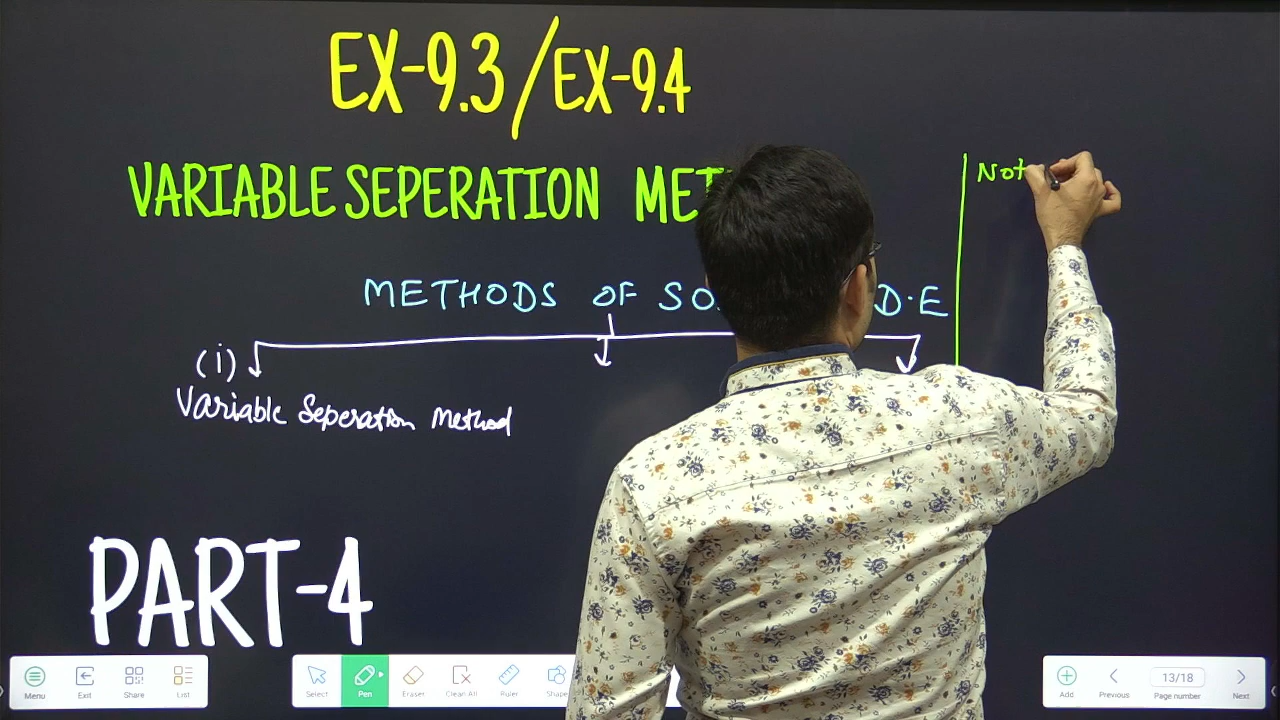 EX-9.3/EX-9.4
VARIABLE SEPERATION
METHODS OF D.E
(i)
Variable Seperation Method
PART-4
Menu Exit Share List
Select Pen Eraser Clean All Ruler
Add Previous 13/18 Page number Next